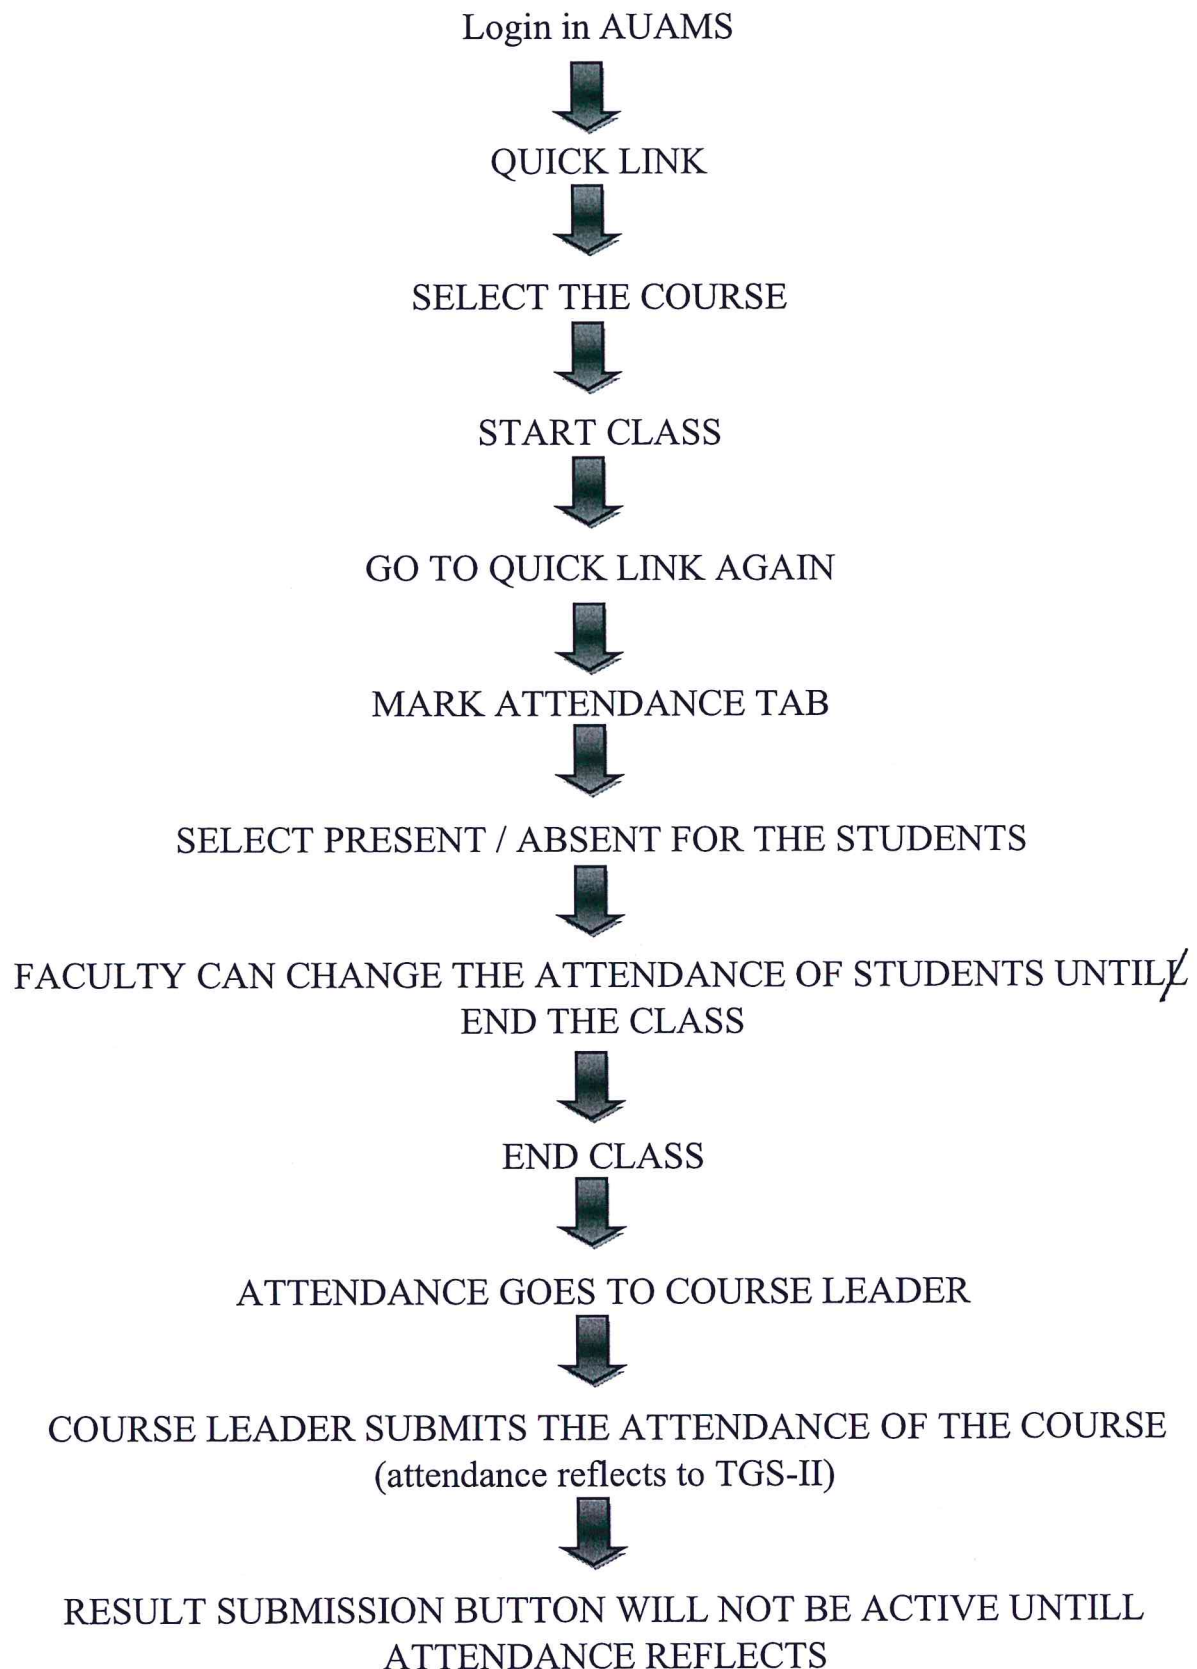 Login in AUAMS
QUICK LINK
SELECT THE COURSE
START CLASS
GO TO QUICK LINK AGAIN
MARK ATTENDANCE TAB
SELECT PRESENT / ABSENT FOR THE STUDENTS
FACULTY CAN CHANGE THE ATTENDANCE OF STUDENTS UNTILL
END THE CLASS
END CLASS
ATTENDANCE GOES TO COURSE LEADER
COURSE LEADER SUBMITS THE ATTENDANCE OF THE COURSE
(attendance reflects to TGS-II)
RESULT SUBMISSION BUTTON WILL NOT BE ACTIVE UNTILL
ATTENDANCE REFLECTS